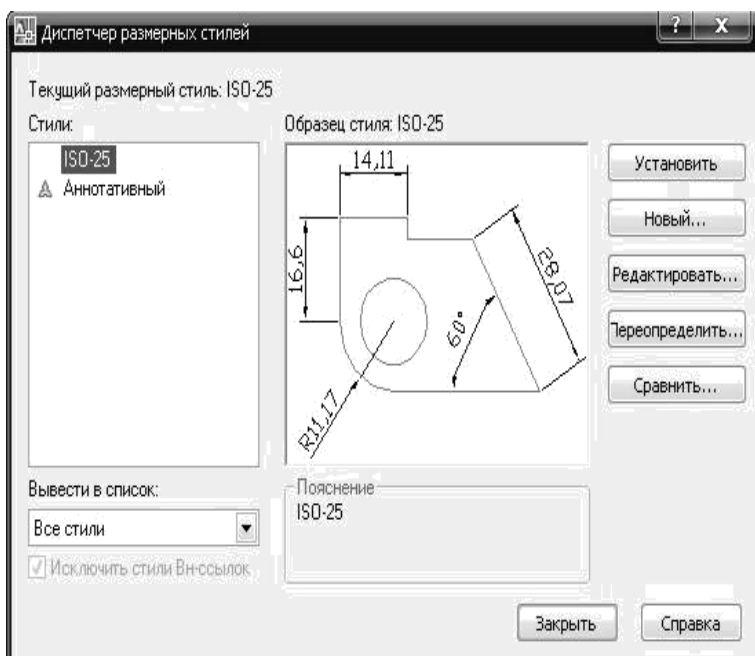 Диспетчер размерных стилей
? X
Текущий размерный стиль: ISO-25
Стили:
ISO-25
Аннотативный
Образец стиля: ISO-25
14,11
16,6
28,07
60°
R11,17
Установить
Новый...
Редактировать...
Переопределить...
Сравнить...
Вывести в список:
Все стили
Исключить стили Вн-ссылок
Пояснение
ISO-25
Закрыть
Справка